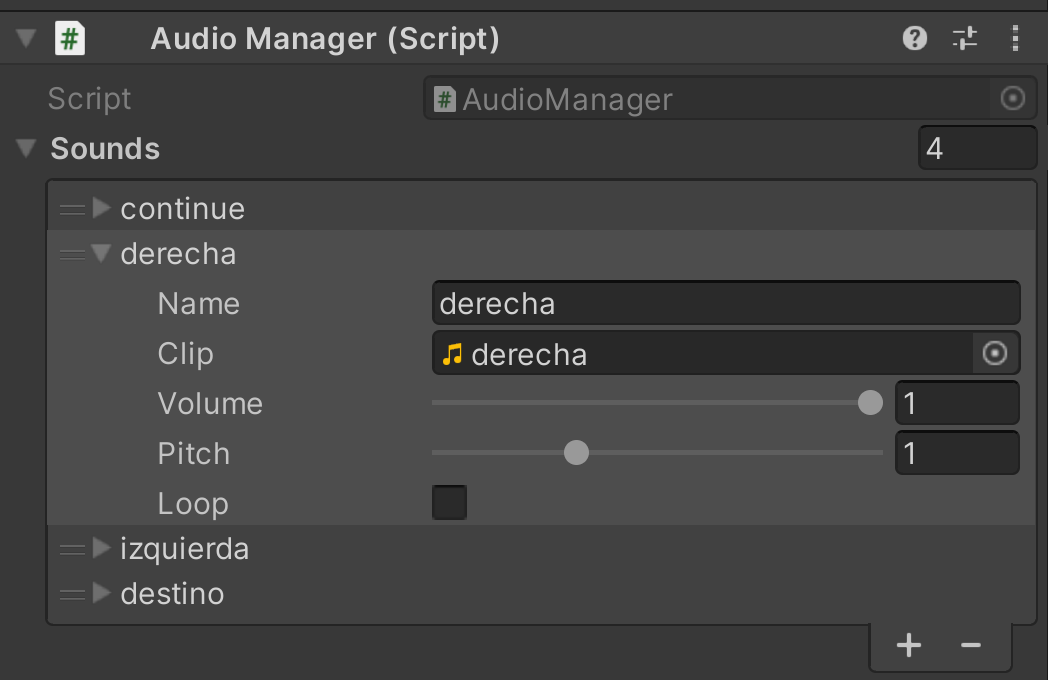 Audio Manager (Script)
Script AudioManager
Sounds 4
continue
derecha
Name derecha
Clip derecha
Volume 1
Pitch 1
Loop
izquierda
destino